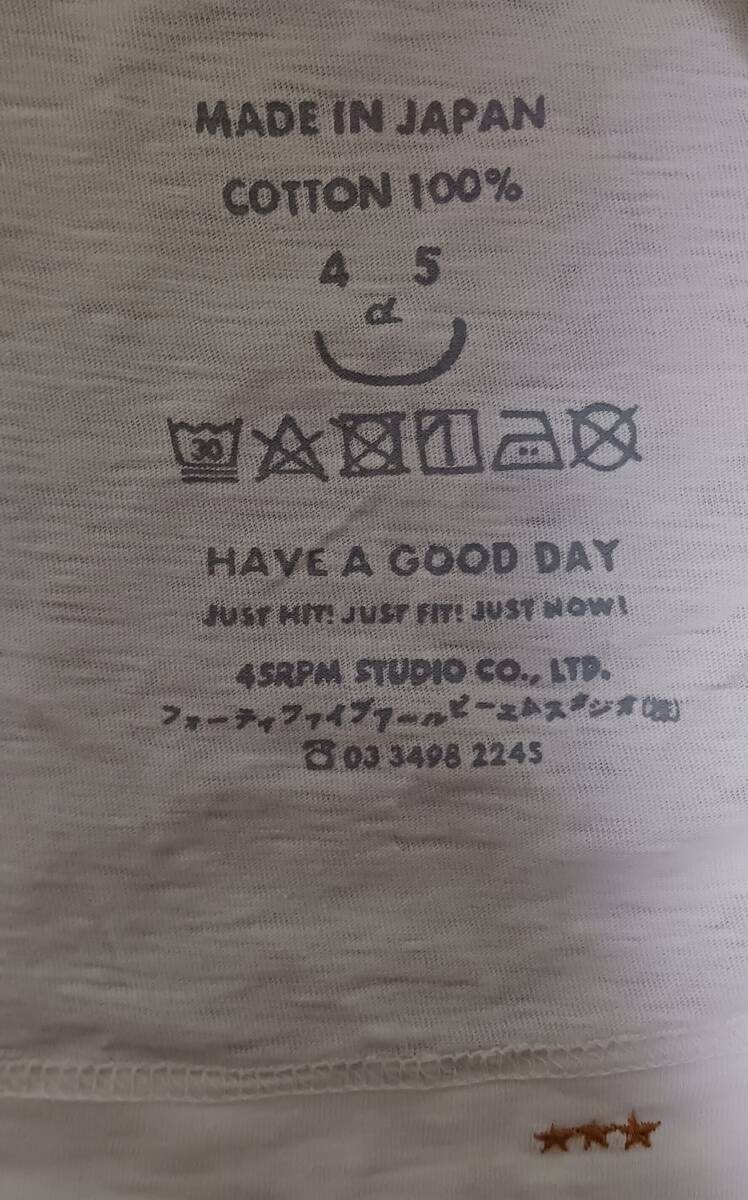 MADE IN JAPAN
COTTON 100%
4 5
R
30
HAVE A GOOD DAY
JUST HIT! JUST FIT! JUST NOW!
45RPM STUDIO CO., LTD.
フォーティファイブアールピーエムスタジオ(株)
☎03 3498 2245